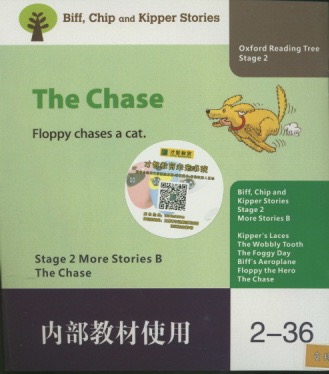 Biff, Chip and Kipper Stories
Oxford Reading Tree
Stage 2
The Chase
Floppy chases a cat.
Biff, Chip and
Kipper Stories
Stage 2
More Stories B
Kipper's Laces
The Wobbly Tooth
The Foggy Day
Biff's Aeroplane
Floppy the Hero
The Chase
Stage 2 More Stories B
The Chase
内部教材使用
2-36